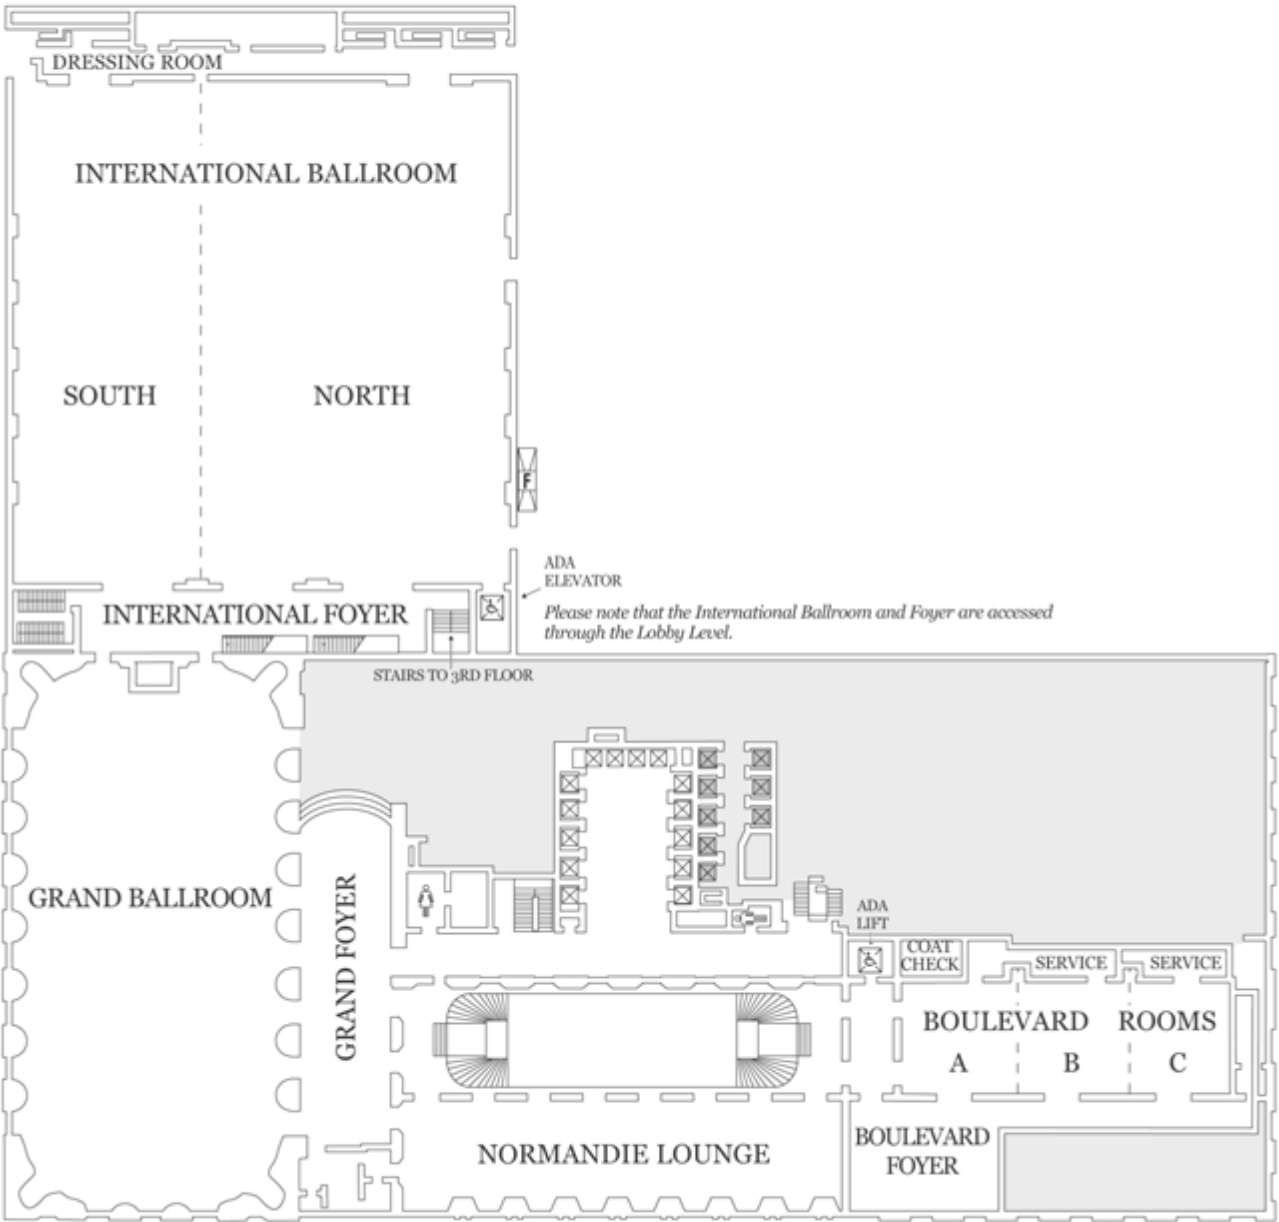 DRESSING ROOM
INTERNATIONAL BALLROOM
SOUTH
NORTH
F
ADA
ELEVATOR
Please note that the International Ballroom and Foyer are accessed
through the Lobby Level.
INTERNATIONAL FOYER
STAIRS TO 3RD FLOOR
GRAND BALLROOM
GRAND FOYER
ADA
LIFT
COAT
CHECK
SERVICE
SERVICE
BOULEVARD ROOMS
A
B
C
NORMANDIE LOUNGE
BOULEVARD
FOYER